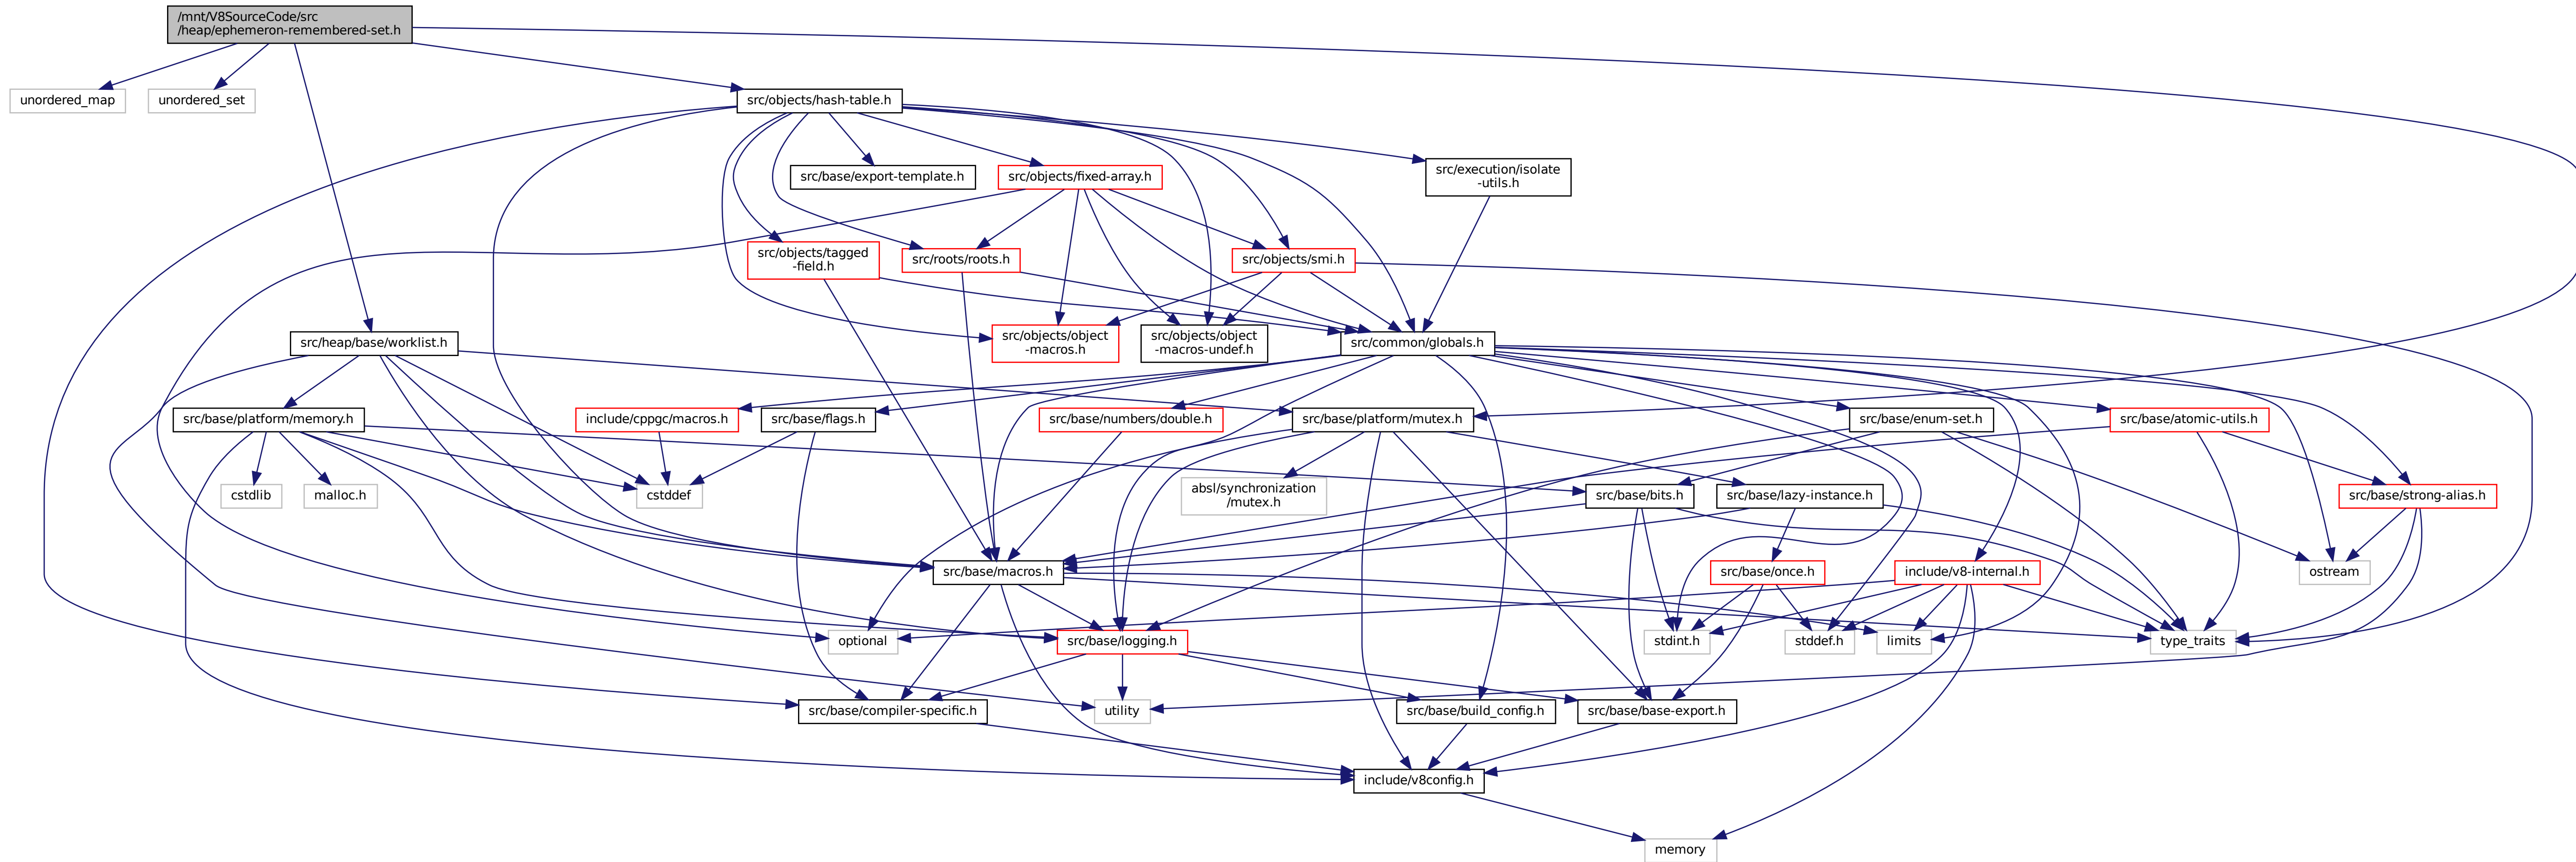 /mnt/V8SourceCode/src
/heap/ephemeron-remembered-set.h
unordered_map
unordered_set
src/objects/hash-table.h
src/base/export-template.h
src/objects/fixed-array.h
src/execution/isolate
-utils.h
src/objects/tagged
-field.h
src/roots/roots.h
src/objects/smi.h
src/heap/base/worklist.h
src/objects/object
-macros.h
src/objects/object
-macros-undef.h
src/common/globals.h
src/base/platform/memory.h
include/cppgc/macros.h
src/base/flags.h
src/base/numbers/double.h
src/base/platform/mutex.h
src/base/enum-set.h
src/base/atomic-utils.h
cstdlib
malloc.h
cstddef
absl/synchronization
/mutex.h
src/base/bits.h
src/base/lazy-instance.h
src/base/strong-alias.h
src/base/macros.h
src/base/once.h
include/v8-internal.h
ostream
optional
src/base/logging.h
stdint.h
stddef.h
limits
type_traits
src/base/compiler-specific.h
utility
src/base/build_config.h
src/base/base-export.h
include/v8config.h
memory